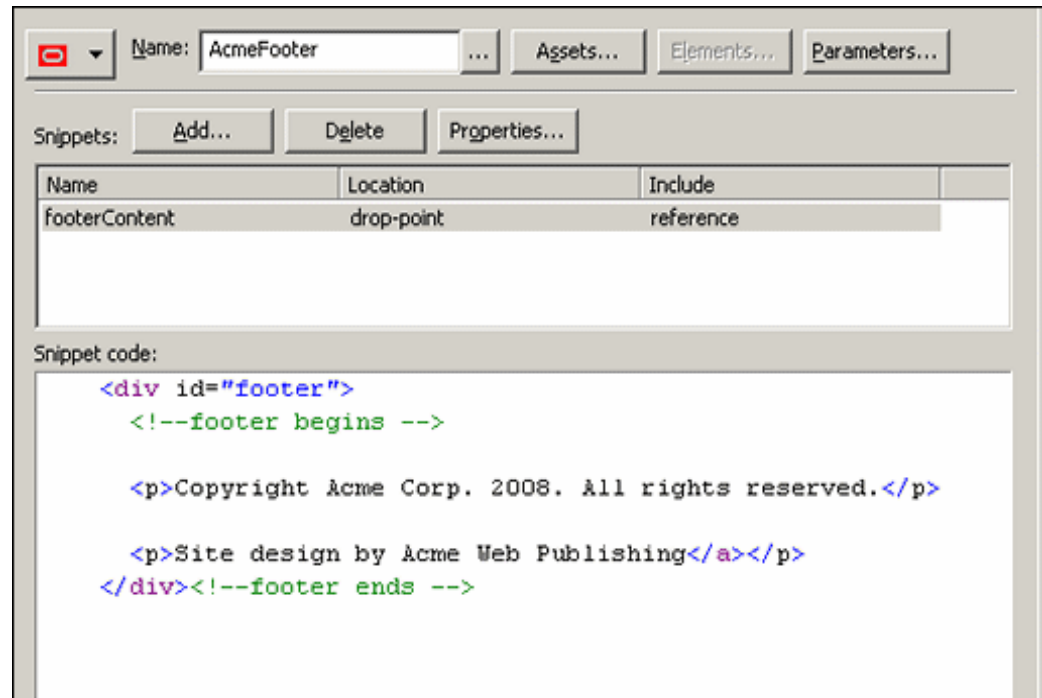 Name: AcmeFooter ... Assets... Elements... Parameters...
Snippets: Add... Delete Properties...
Name Location Include
footerContent drop-point reference
Snippet code:
<div id="footer">
<!--footer begins -->
<p>Copyright Acme Corp. 2008. All rights reserved.</p>
<p>Site design by Acme Web Publishing</a></p>
</div><!--footer ends -->